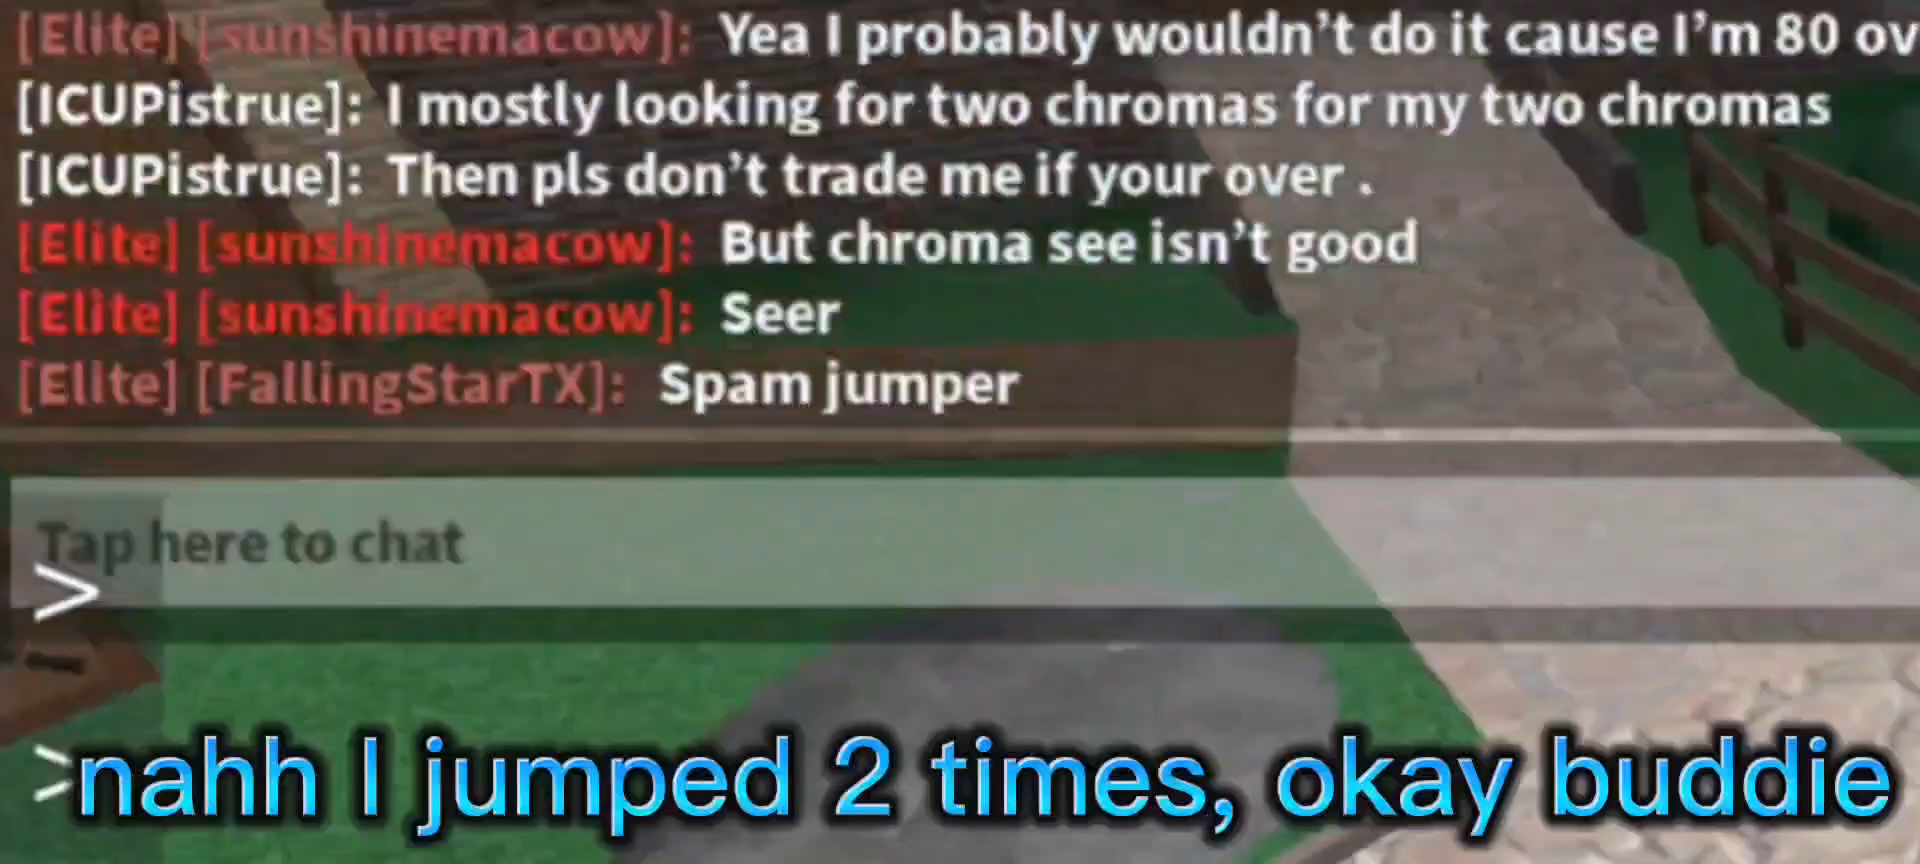 [Elite] [sunshinemacow]: Yea I probably wouldn't do it cause I'm 80 ov
[ICUPistrue]: I mostly looking for two chromas for my two chromas
[ICUPistrue]: Then pls don't trade me if your over .
[Elite] [sunshinemacow]: But chroma see isn't good
[Elite] [sunshinemacow]: Seer
[Elite] [FallingStarTX]: Spam jumper
Tap here to chat
>
>nahh I jumped 2 times, okay buddie